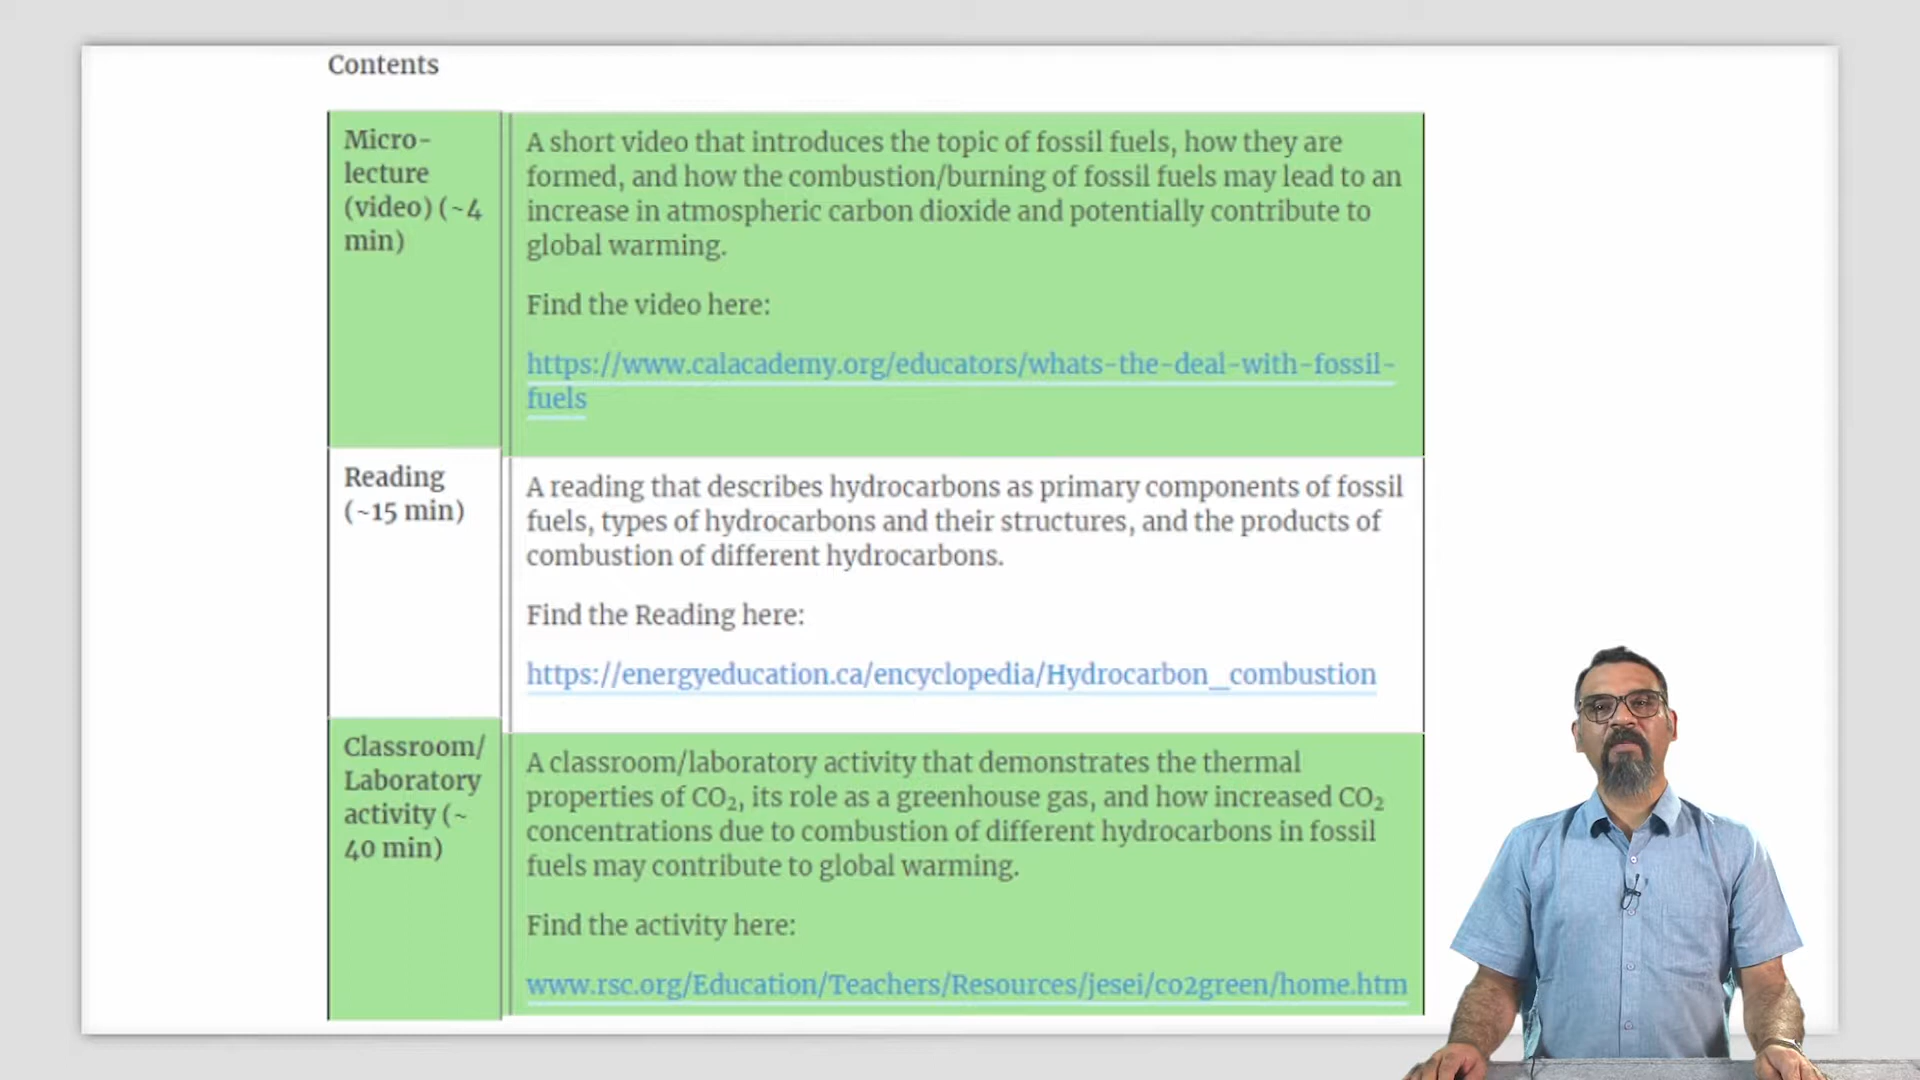 Contents
Micro-
lecture
(video) (~4
min)
A short video that introduces the topic of fossil fuels, how they are
formed, and how the combustion/burning of fossil fuels may lead to an
increase in atmospheric carbon dioxide and potentially contribute to
global warming.
Find the video here:
https://www.calacademy.org/educators/whats-the-deal-with-fossil-
fuels
Reading
(~15 min)
A reading that describes hydrocarbons as primary components of fossil
fuels, types of hydrocarbons and their structures, and the products of
combustion of different hydrocarbons.
Find the Reading here:
https://energyeducation.ca/encyclopedia/Hydrocarbon_combustion
Classroom/
Laboratory
activity (~
40 min)
A classroom/laboratory activity that demonstrates the thermal
properties of CO₂, its role as a greenhouse gas, and how increased CO₂
concentrations due to combustion of different hydrocarbons in fossil
fuels may contribute to global warming.
Find the activity here:
www.rsc.org/Education/Teachers/Resources/jesei/co2green/home.htm